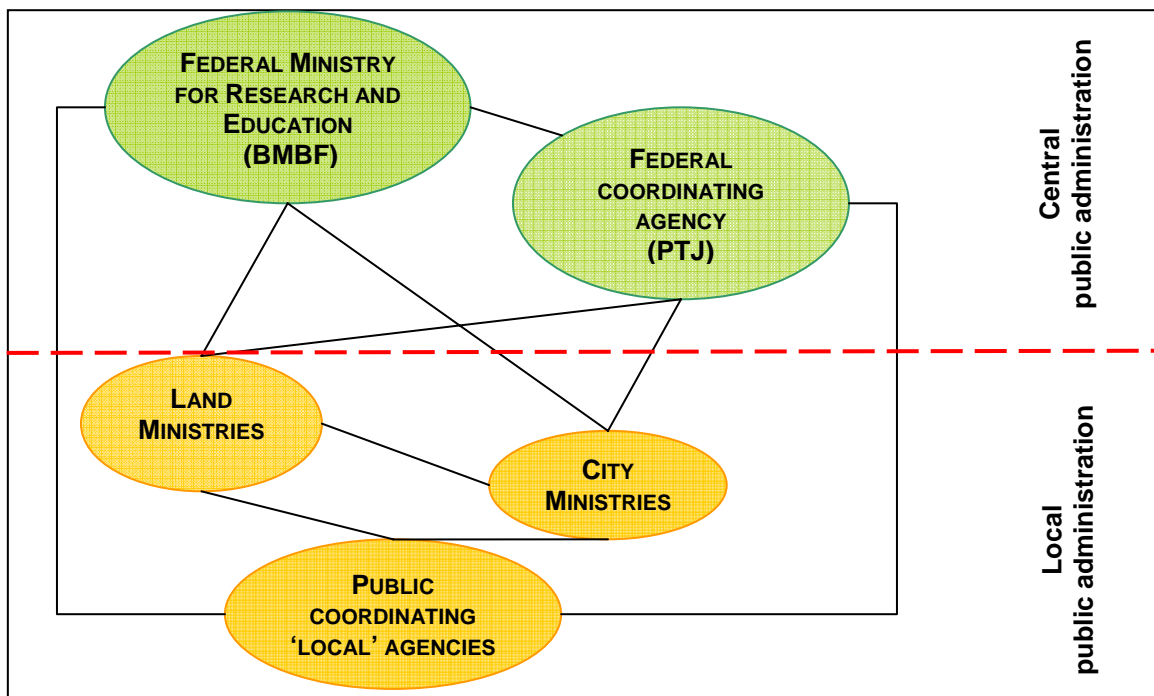 FEDERAL MINISTRY
FOR RESEARCH AND
EDUCATION
(BMBF)
FEDERAL
COORDINATING
AGENCY
(PTJ)
Central
public administration
LAND
MINISTRIES
CITY
MINISTRIES
PUBLIC
COORDINATING
‘LOCAL’ AGENCIES
Local
public administration